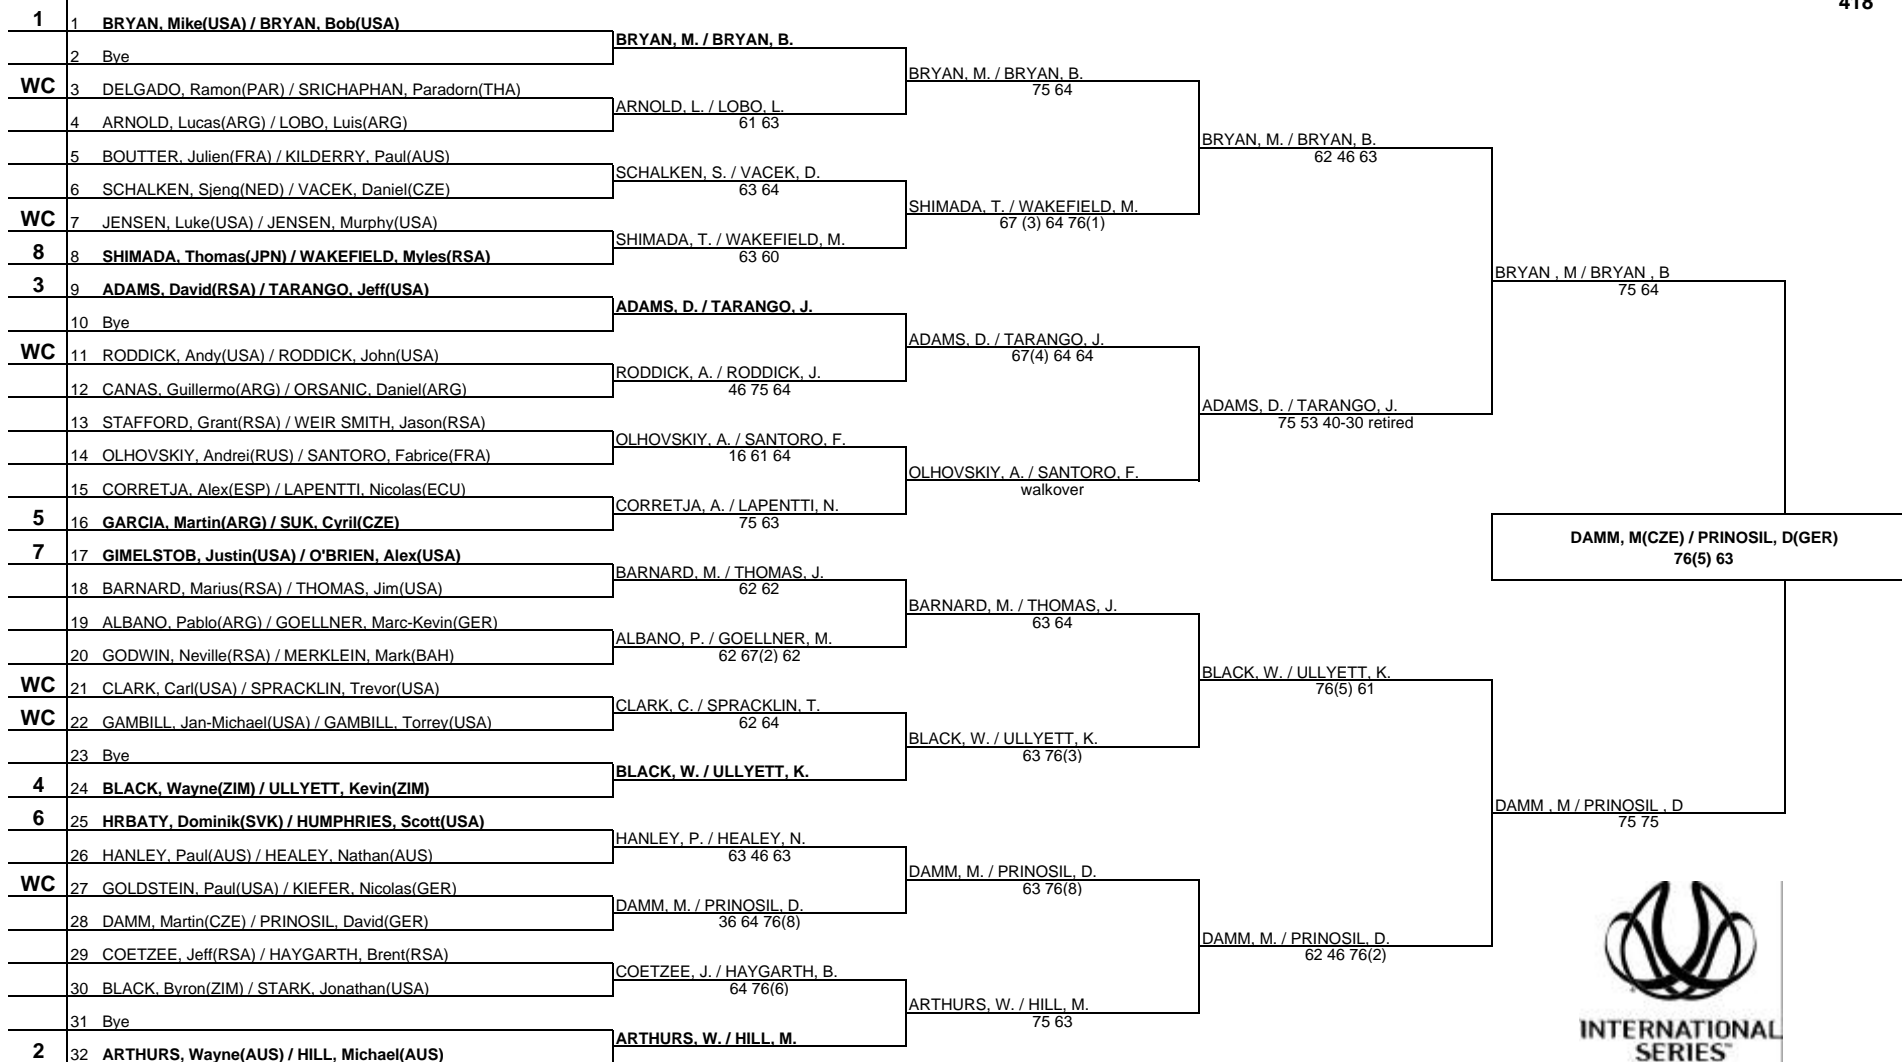 418
1 1 BRYAN, Mike(USA) / BRYAN, Bob(USA)
2 Bye
WC 3 DELGADO, Ramon(PAR) / SRICHAPHAN, Paradorn(THA)
4 ARNOLD, Lucas(ARG) / LOBO, Luis(ARG)
5 BOUTTER, Julien(FRA) / KILDERRY, Paul(AUS)
6 SCHALKEN, Sjeng(NED) / VACEK, Daniel(CZE)
WC 7 JENSEN, Luke(USA) / JENSEN, Murphy(USA)
8 8 SHIMADA, Thomas(JPN) / WAKEFIELD, Myles(RSA)
3 9 ADAMS, David(RSA) / TARANGO, Jeff(USA)
10 Bye
WC 11 RODDICK, Andy(USA) / RODDICK, John(USA)
12 CANAS, Guillermo(ARG) / ORSANIC, Daniel(ARG)
13 STAFFORD, Grant(RSA) / WEIR SMITH, Jason(RSA)
14 OLHOVSKIY, Andrei(RUS) / SANTORO, Fabrice(FRA)
15 CORRETJA, Alex(ESP) / LAPENTTI, Nicolas(ECU)
5 16 GARCIA, Martin(ARG) / SUK, Cyril(CZE)
7 17 GIMELSTOB, Justin(USA) / O'BRIEN, Alex(USA)
18 BARNARD, Marius(RSA) / THOMAS, Jim(USA)
19 ALBANO, Pablo(ARG) / GOELLNER, Marc-Kevin(GER)
20 GODWIN, Neville(RSA) / MERKLEIN, Mark(BAH)
WC 21 CLARK, Carl(USA) / SPRACKLIN, Trevor(USA)
WC 22 GAMBILL, Jan-Michael(USA) / GAMBILL, Torrey(USA)
23 Bye
4 24 BLACK, Wayne(ZIM) / ULLYETT, Kevin(ZIM)
6 25 HRBATY, Dominik(SVK) / HUMPHRIES, Scott(USA)
26 HANLEY, Paul(AUS) / HEALEY, Nathan(AUS)
WC 27 GOLDSTEIN, Paul(USA) / KIEFER, Nicolas(GER)
28 DAMM, Martin(CZE) / PRINOSIL, David(GER)
29 COETZEE, Jeff(RSA) / HAYGARTH, Brent(RSA)
30 BLACK, Byron(ZIM) / STARK, Jonathan(USA)
31 Bye
2 32 ARTHURS, Wayne(AUS) / HILL, Michael(AUS)
BRYAN, M. / BRYAN, B.
ARNOLD, L. / LOBO, L.
61 63
SCHALKEN, S. / VACEK, D.
63 64
SHIMADA, T. / WAKEFIELD, M.
63 60
ADAMS, D. / TARANGO, J.
RODDICK, A. / RODDICK, J.
46 75 64
OLHOVSKIY, A. / SANTORO, F.
16 61 64
CORRETJA, A. / LAPENTTI, N.
75 63
BARNARD, M. / THOMAS, J.
62 62
ALBANO, P. / GOELLNER, M.
62 67(2) 62
CLARK, C. / SPRACKLIN, T.
62 64
BLACK, W. / ULLYETT, K.
HANLEY, P. / HEALEY, N.
63 46 63
DAMM, M. / PRINOSIL, D.
36 64 76(8)
COETZEE, J. / HAYGARTH, B.
64 76(6)
ARTHURS, W. / HILL, M.
BRYAN, M. / BRYAN, B.
75 64
SHIMADA, T. / WAKEFIELD, M.
67 (3) 64 76(1)
ADAMS, D. / TARANGO, J.
67(4) 64 64
OLHOVSKIY, A. / SANTORO, F.
walkover
BARNARD, M. / THOMAS, J.
63 64
BLACK, W. / ULLYETT, K.
63 76(3)
DAMM, M. / PRINOSIL, D.
63 76(8)
ARTHURS, W. / HILL, M.
75 63
BRYAN, M. / BRYAN, B.
62 46 63
ADAMS, D. / TARANGO, J.
75 53 40-30 retired
BLACK, W. / ULLYETT, K.
76(5) 61
DAMM, M. / PRINOSIL, D.
62 46 76(2)
BRYAN , M / BRYAN , B
75 64
DAMM , M / PRINOSIL , D
75 75
DAMM, M(CZE) / PRINOSIL, D(GER)
76(5) 63
INTERNATIONAL
SERIES™